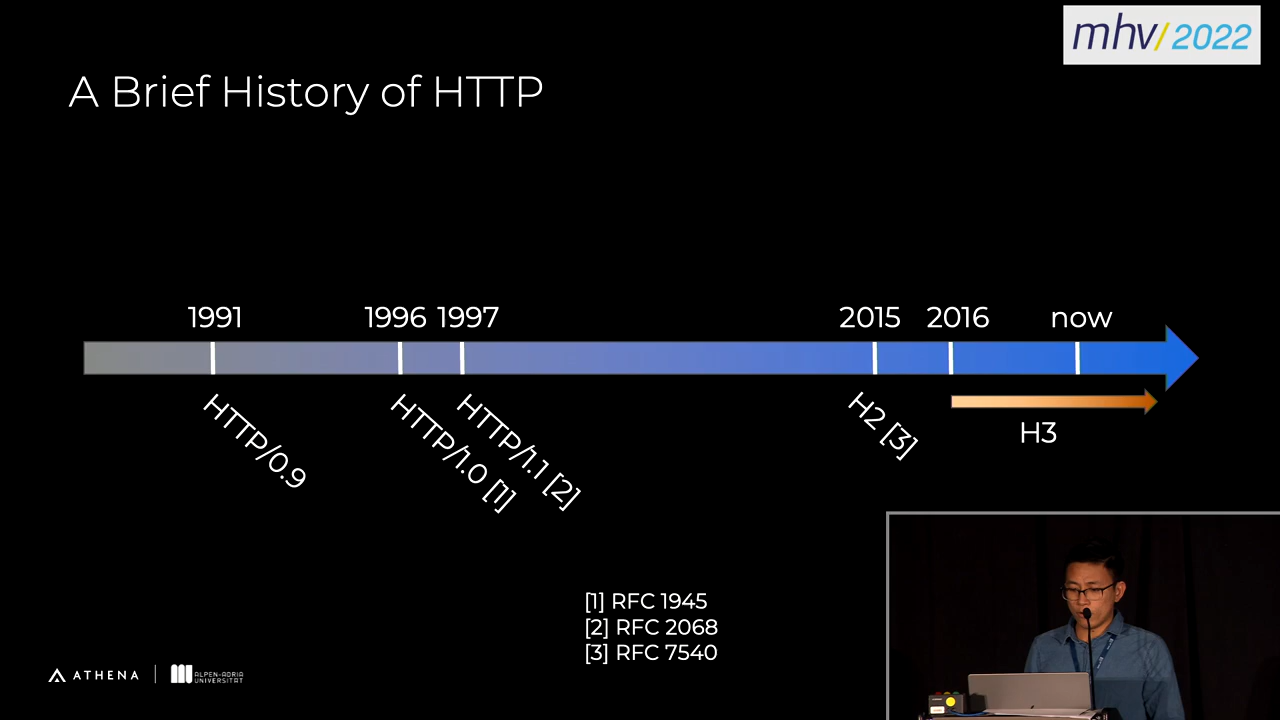 mhv/2022
A Brief History of HTTP
1991
1996
1997
2015
2016
now
HTTP/0.9
HTTP/1.0 [1]
HTTP/1.1 [2]
H2 [3]
H3
[1] RFC 1945
[2] RFC 2068
[3] RFC 7540
ATHENA
ALPEN-ADRIA
UNIVERSITÄT